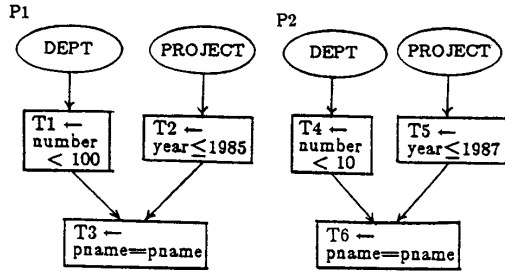 P1
DEPT
PROJECT
T1 ←
number
< 100
T2 ←
year≤1985
T3 ←
pname==pname
P2
DEPT
PROJECT
T4 ←
number
< 10
T5 ←
year≤1987
T6 ←
pname==pname